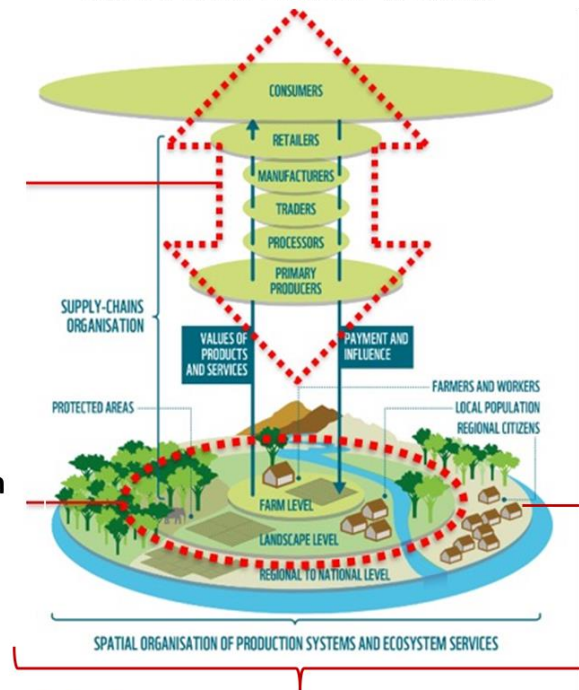 CONSUMERS
RETAILERS
MANUFACTURERS
TRADERS
PROCESSORS
PRIMARY
PRODUCERS
SUPPLY-CHAINS
ORGANISATION
VALUES OF
PRODUCTS
AND SERVICES
PAYMENT AND
INFLUENCE
FARMERS AND WORKERS
PROTECTED AREAS
LOCAL POPULATION
REGIONAL CITIZENS
FARM LEVEL
LANDSCAPE LEVEL
REGIONAL TO NATIONAL LEVEL
SPATIAL ORGANISATION OF PRODUCTION SYSTEMS AND ECOSYSTEM SERVICES